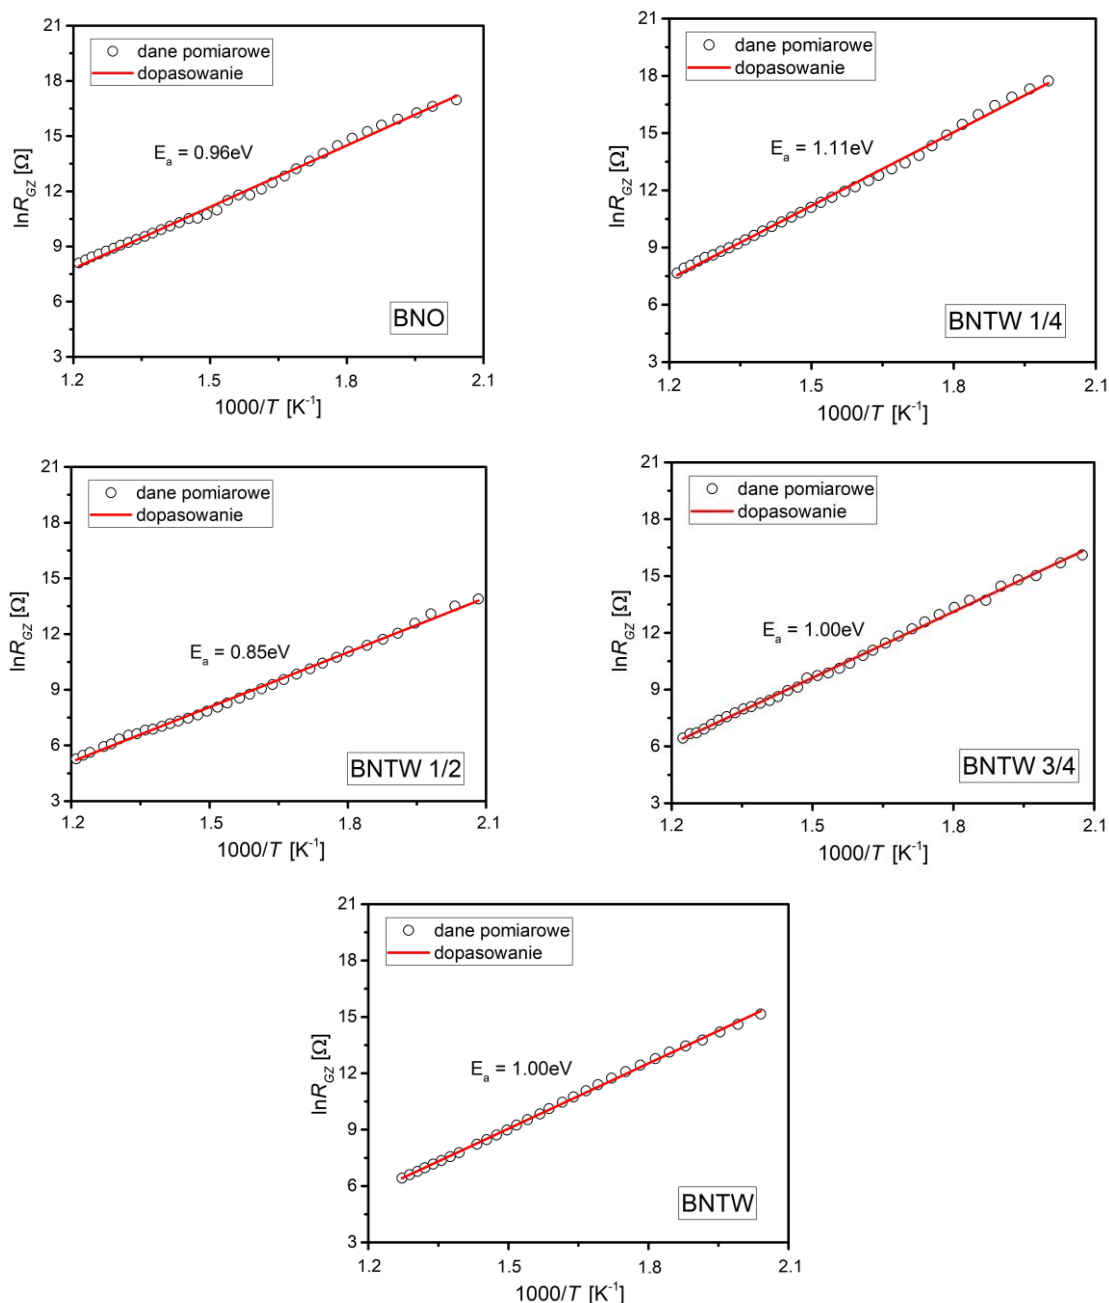 21
18
15
12
9
6
3
lnR_GZ [Ω]
dane pomiarowe
dopasowanie
E_a = 0.96eV
BNO
1.2 1.5 1.8 2.1
1000/T [K⁻¹]
21
18
15
12
9
6
3
lnR_GZ [Ω]
dane pomiarowe
dopasowanie
E_a = 1.11eV
BNTW 1/4
1.2 1.5 1.8 2.1
1000/T [K⁻¹]
21
18
15
12
9
6
3
lnR_GZ [Ω]
dane pomiarowe
dopasowanie
E_a = 0.85eV
BNTW 1/2
1.2 1.5 1.8 2.1
1000/T [K⁻¹]
21
18
15
12
9
6
3
lnR_GZ [Ω]
dane pomiarowe
dopasowanie
E_a = 1.00eV
BNTW 3/4
1.2 1.5 1.8 2.1
1000/T [K⁻¹]
21
18
15
12
9
6
3
lnR_GZ [Ω]
dane pomiarowe
dopasowanie
E_a = 1.00eV
BNTW
1.2 1.5 1.8 2.1
1000/T [K⁻¹]